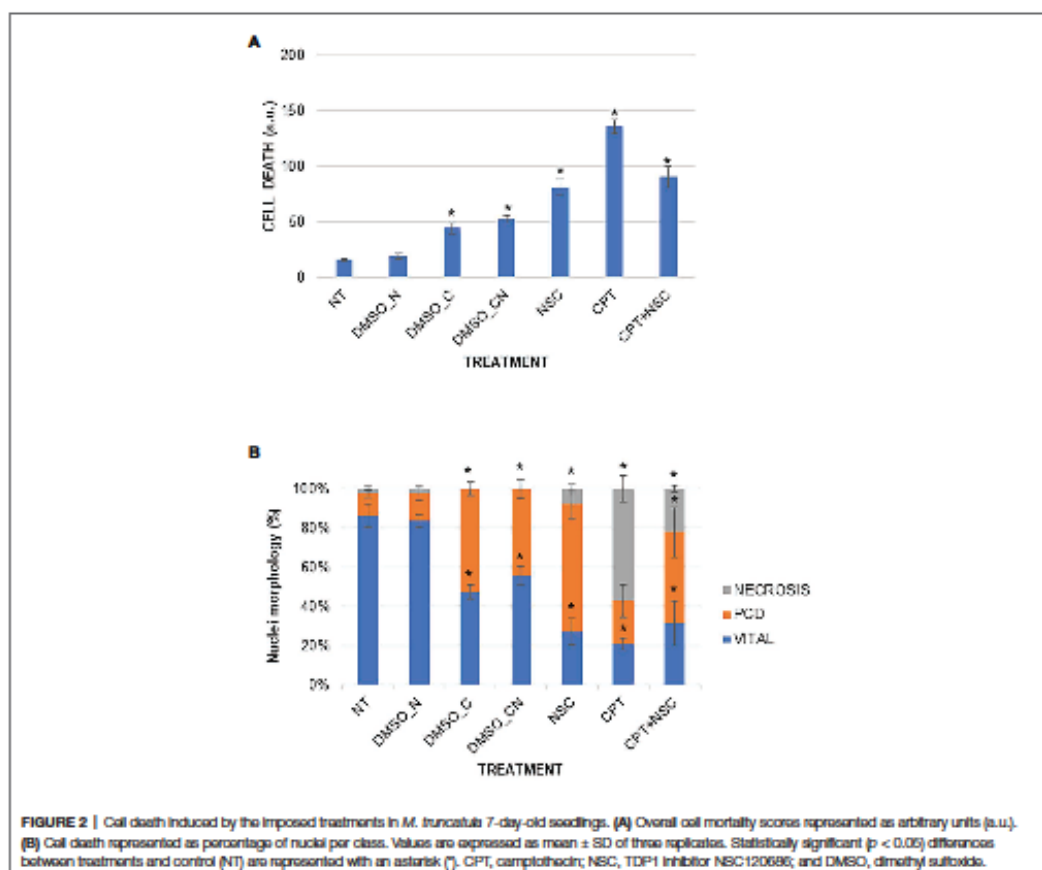 A
200
150
100
50
0
CELL DEATH (a.u.)
* * * * *
NT DMSO_N DMSO_C DMSO_CN NSC CPT CPT+NSC
TREATMENT
B
* * * * *
100%
80%
60%
40%
20%
0%
Nuclei morphology (%)
* * * * * *
NECROSIS
PCD
VITAL
NT DMSO_N DMSO_C DMSO_CN NSC CPT CPT+NSC
TREATMENT
FIGURE 2 | Cell death induced by the imposed treatments in M. truncatula 7-day-old seedlings. (A) Overall cell mortality scores represented as arbitrary units (a.u.).
(B) Cell death represented as percentage of nuclei per class. Values are expressed as mean ± SD of three replicates. Statistically significant (p < 0.05) differences
between treatments and control (NT) are represented with an asterisk (*). CPT, camptothecin; NSC, TDP1 inhibitor NSC120686; and DMSO, dimethyl sulfoxide.